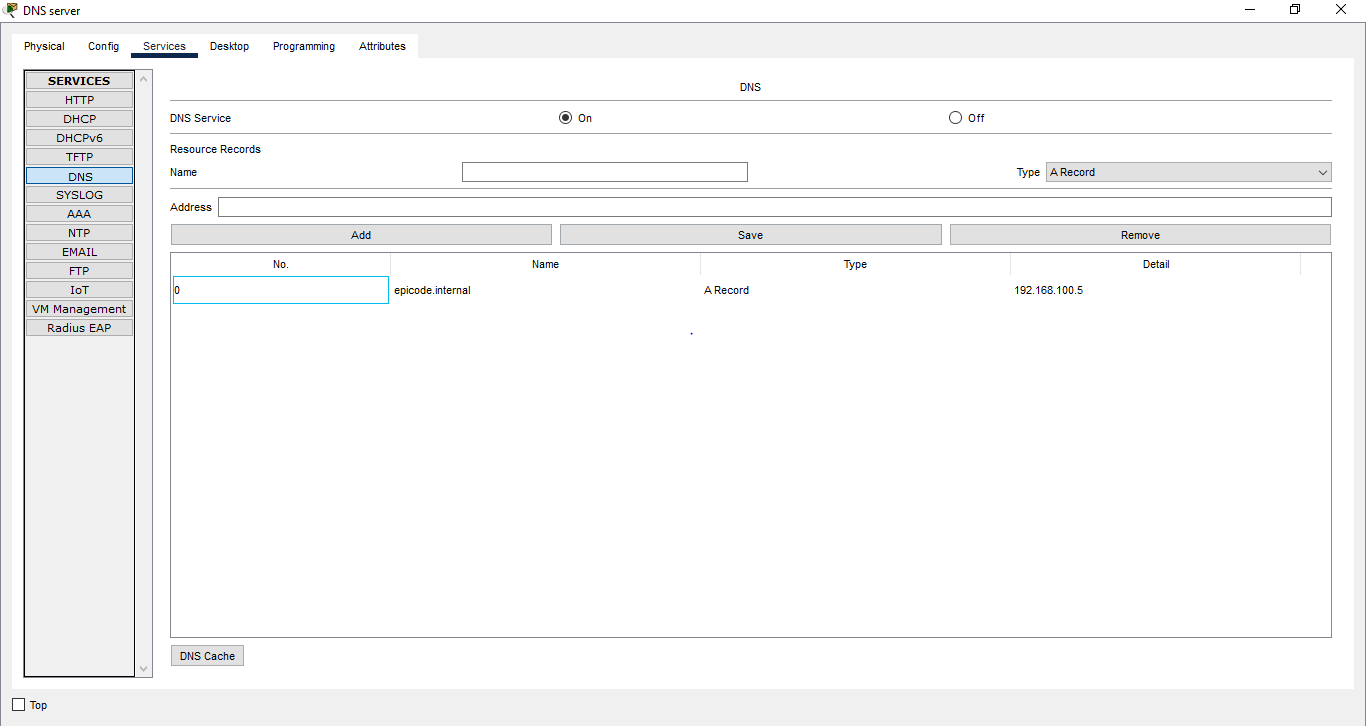 DNS server
Physical Config Services Desktop Programming Attributes
SERVICES
HTTP
DHCP
DHCPv6
TFTP
DNS
SYSLOG
AAA
NTP
EMAIL
FTP
IoT
VM Management
Radius EAP
DNS
DNS Service On Off
Resource Records
Name Type A Record
Address
Add Save Remove
No. Name Type Detail
0 epicode.internal A Record 192.168.100.5
DNS Cache
Top